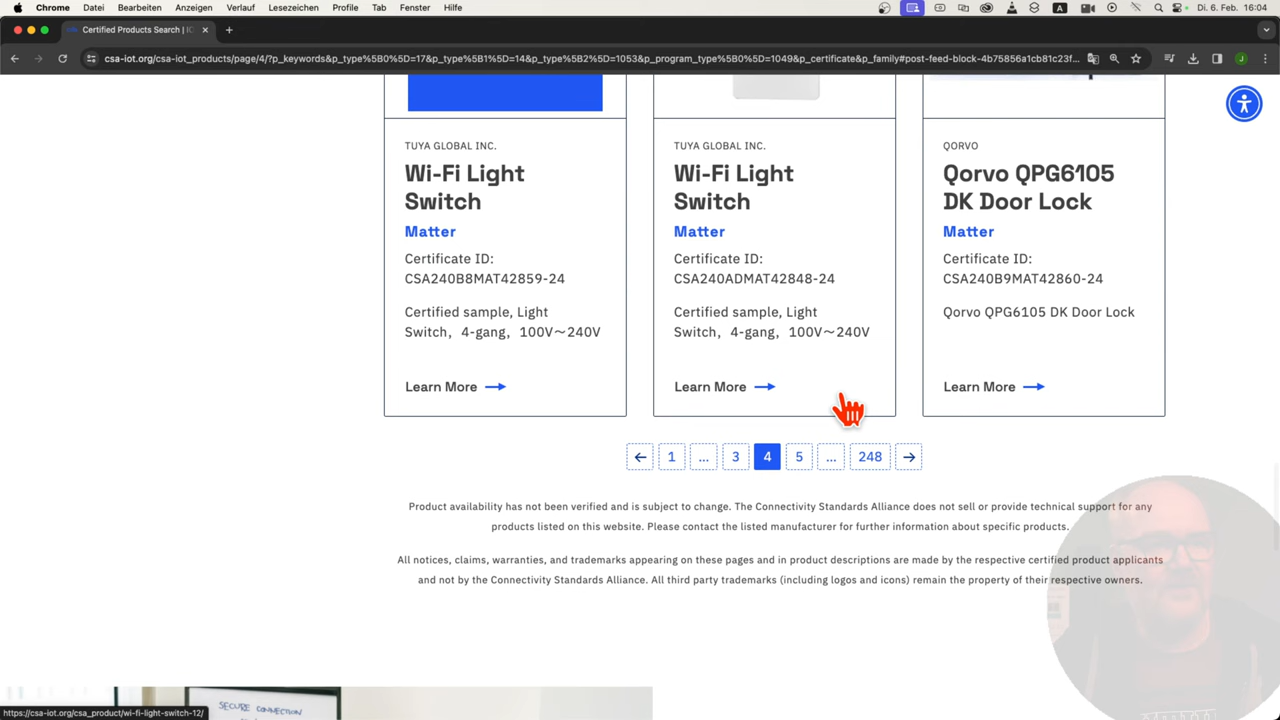 Chrome Datei Bearbeiten Anzeigen Verlauf Lesezeichen Profile Tab Fenster Hilfe
A Di. 6. Feb. 16:04
Certified Products Search | [C
csa-iot.org/csa-iot_products/page/4/?p_keywords&p_type%5B0%5D=17&p_type%5B1%5D=14&p_type%5B2%5D=1053&p_program_type%5B0%5D=1049&p_certificate&p_family#post-feed-block-4b75856a1cb81c23f...
J
TUYA GLOBAL INC.
Wi-Fi Light
Switch
Matter
Certificate ID:
CSA240B8MAT42859-24
Certified sample, Light
Switch，4-gang，100V～240V
Learn More
TUYA GLOBAL INC.
Wi-Fi Light
Switch
Matter
Certificate ID:
CSA240ADMAT42848-24
Certified sample, Light
Switch，4-gang，100V～240V
Learn More
QORVO
Qorvo QPG6105
DK Door Lock
Matter
Certificate ID:
CSA240B9MAT42860-24
Qorvo QPG6105 DK Door Lock
Learn More
← 1 ... 3 4 5 ... 248 →
Product availability has not been verified and is subject to change. The Connectivity Standards Alliance does not sell or provide technical support for any
products listed on this website. Please contact the listed manufacturer for further information about specific products.
All notices, claims, warranties, and trademarks appearing on these pages and in product descriptions are made by the respective certified product applicants
and not by the Connectivity Standards Alliance. All third party trademarks (including logos and icons) remain the property of their respective owners.
SECURE CONNECTION
https://csa-iot.org/csa_product/wi-fi-light-switch-12/